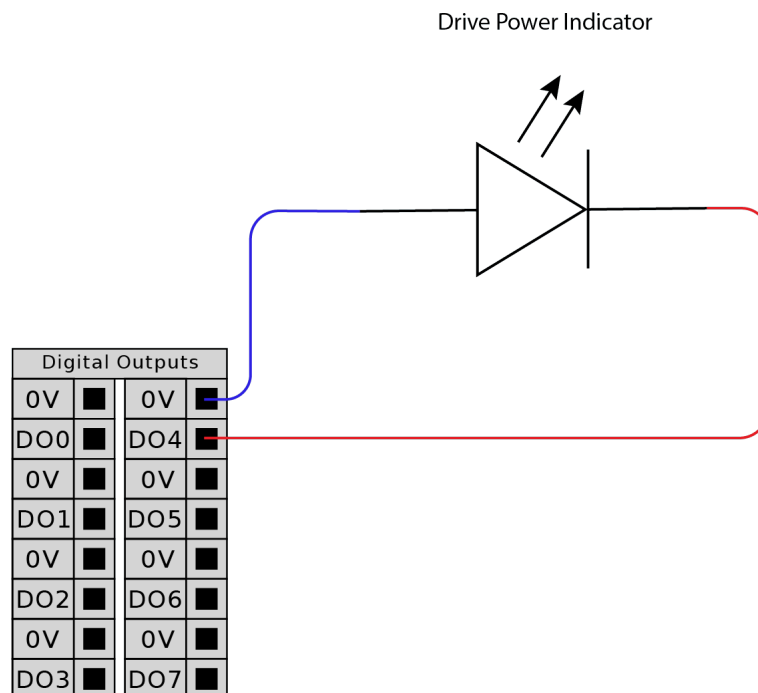 Drive Power Indicator
Digital Outputs
0V 0V
DO0 DO4
0V 0V
DO1 DO5
0V 0V
DO2 DO6
0V 0V
DO3 DO7